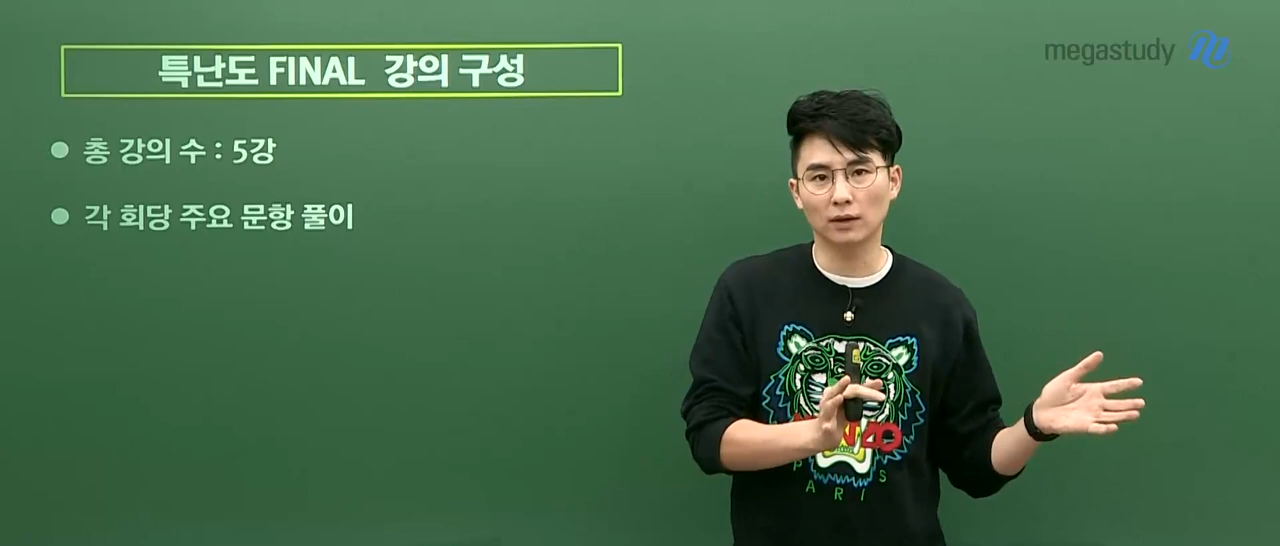 특난도 FINAL 강의 구성
megastudy
총 강의 수 : 5강
각 회당 주요 문항 풀이
KENZO
PARIS